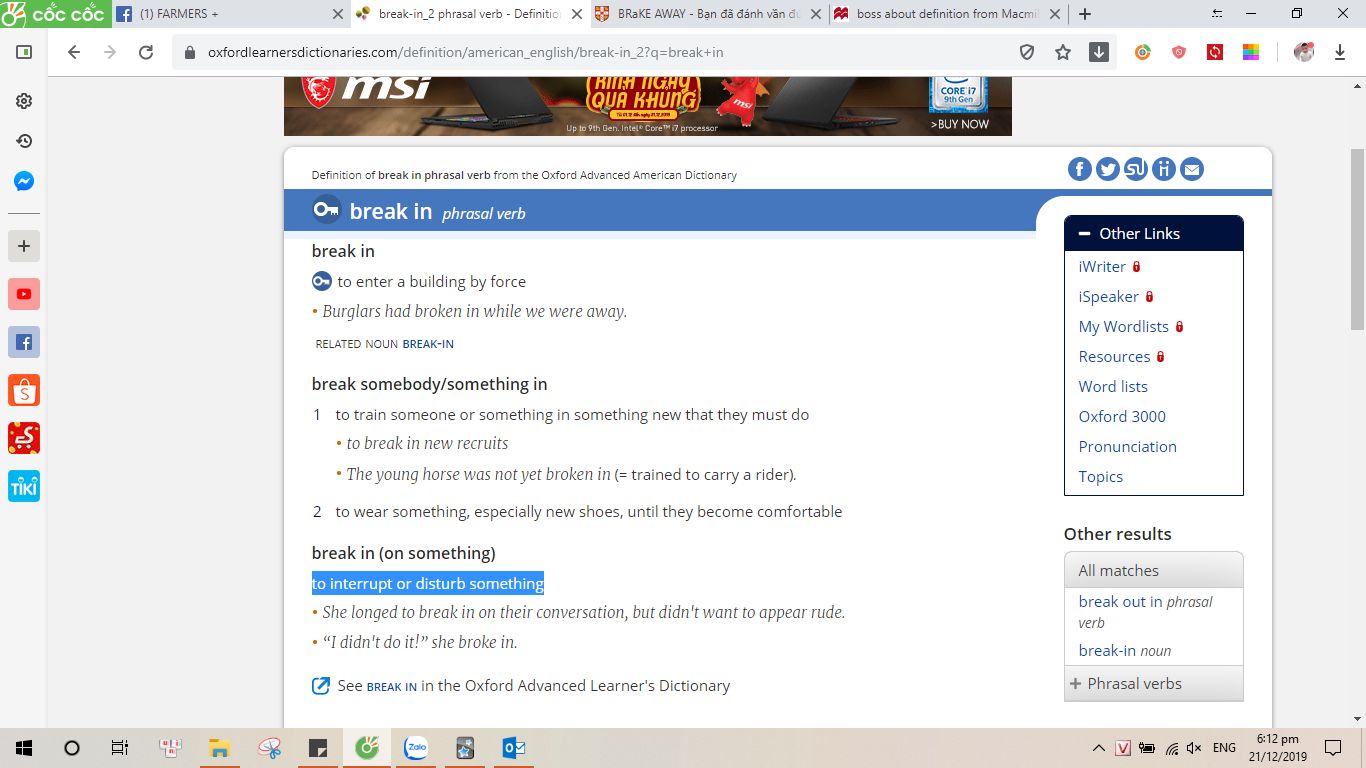 cốc cốc
(1) FARMERS +
break-in_2 phrasal verb - Definitio
BRaKE AWAY - Bạn đã đánh vần đú
boss about definition from Macmil
oxfordlearnersdictionaries.com/definition/american_english/break-in_2?q=break+in
msi
RINH NGAY
QUÀ KHỦNG
Up to 9th Gen. Intel® Core™ i7 processor
msi
CORE i7
9th Gen
>BUY NOW
Definition of break in phrasal verb from the Oxford Advanced American Dictionary
break in phrasal verb
break in
to enter a building by force
• Burglars had broken in while we were away.
RELATED NOUN BREAK-IN
break somebody/something in
1 to train someone or something in something new that they must do
• to break in new recruits
• The young horse was not yet broken in (= trained to carry a rider).
2 to wear something, especially new shoes, until they become comfortable
break in (on something)
to interrupt or disturb something
• She longed to break in on their conversation, but didn't want to appear rude.
• “I didn't do it!” she broke in.
See BREAK IN in the Oxford Advanced Learner's Dictionary
Other Links
iWriter
iSpeaker
My Wordlists
Resources
Word lists
Oxford 3000
Pronunciation
Topics
Other results
All matches
break out in phrasal
verb
break-in noun
+ Phrasal verbs
TIKI
Zalo
V
ENG
6:12 pm
21/12/2019